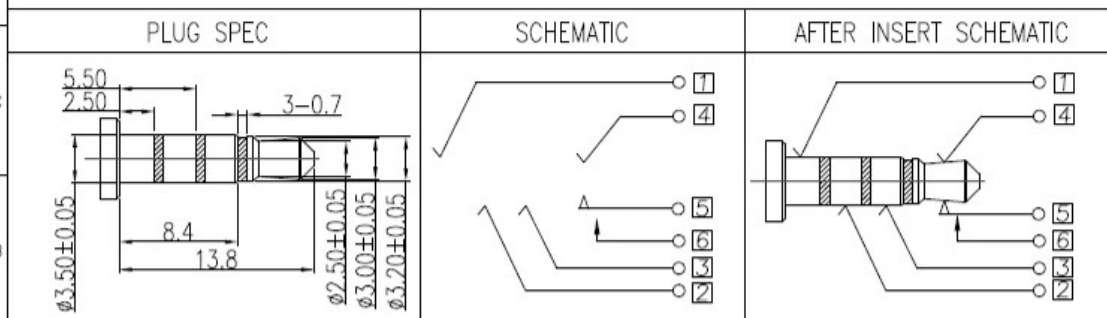 PLUG SPEC
SCHEMATIC
AFTER INSERT SCHEMATIC
5.50
2.50
3-0.7
8.4
13.8
ø3.50±0.05
ø2.50±0.05
ø3.00±0.05
ø3.20±0.05
1
4
5
6
3
2
1
4
5
6
3
2